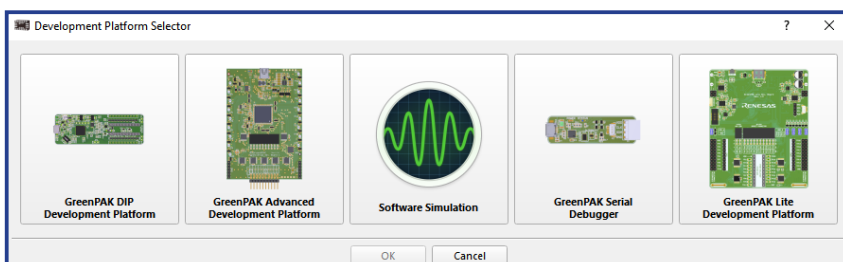 Development Platform Selector
?
RENESAS
GreenPAK DIP
Development Platform
GreenPAK Advanced
Development Platform
Software Simulation
GreenPAK Serial
Debugger
GreenPAK Lite
Development Platform
OK
Cancel